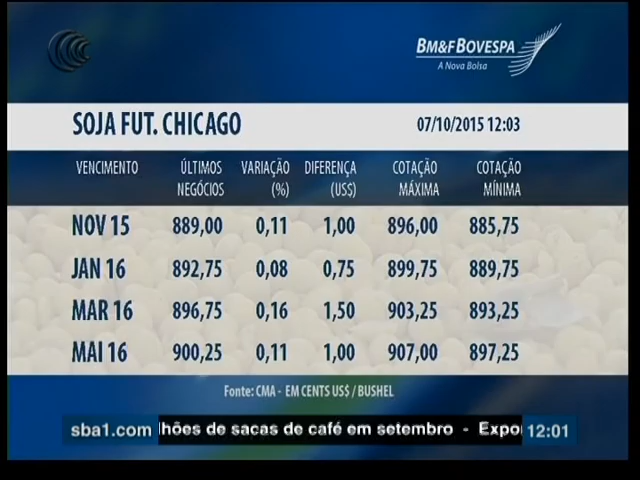 BM&FBOVESPA
A Nova Bolsa
SOJA FUT. CHICAGO 07/10/2015 12:03
VENCIMENTO ÚLTIMOS NEGÓCIOS VARIAÇÃO (%) DIFERENÇA (US$) COTAÇÃO MÁXIMA COTAÇÃO MÍNIMA
NOV 15 889,00 0,11 1,00 896,00 885,75
JAN 16 892,75 0,08 0,75 899,75 889,75
MAR 16 896,75 0,16 1,50 903,25 893,25
MAI 16 900,25 0,11 1,00 907,00 897,25
Fonte: CMA - EM CENTS US$ / BUSHEL
sba1.com lhões de sacas de café em setembro - Expor 12:01